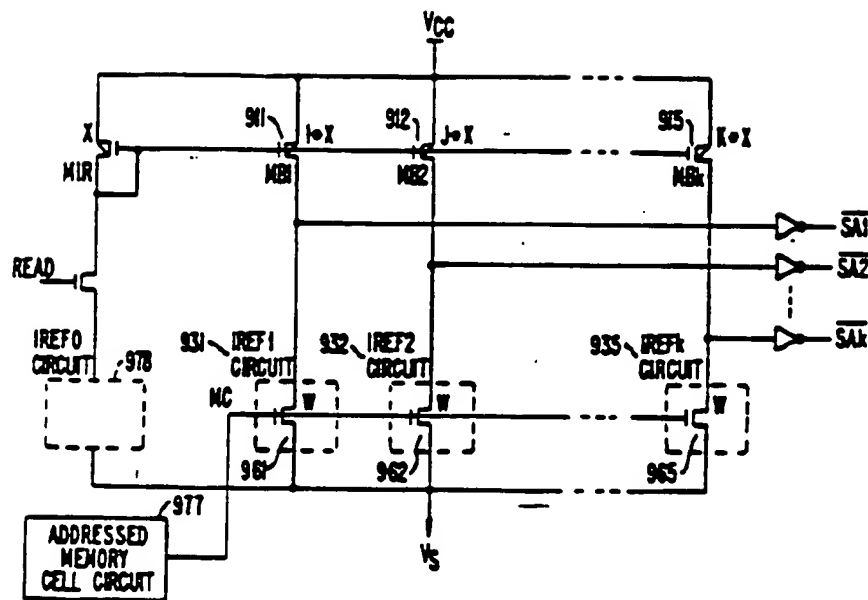 VCC
911
912
915
X
I∗X
J∗X
K∗X
M1R
MB1
MB2
MBk
SA1
READ
SA2
IREF0
CIRCUIT
978
931
IREF1
CIRCUIT
932
IREF2
CIRCUIT
935
IREFk
CIRCUIT
SAk
MC
W
W
W
961
962
965
977
ADDRESSED
MEMORY
CELL CIRCUIT
VS